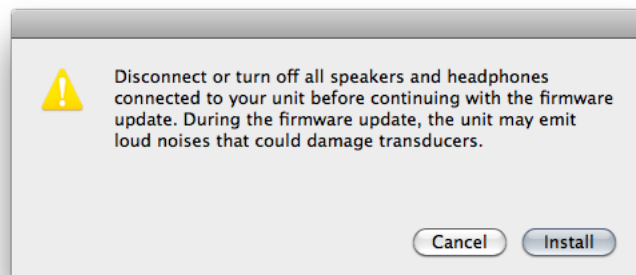 Disconnect or turn off all speakers and headphones
connected to your unit before continuing with the firmware
update. During the firmware update, the unit may emit
loud noises that could damage transducers.
Cancel Install